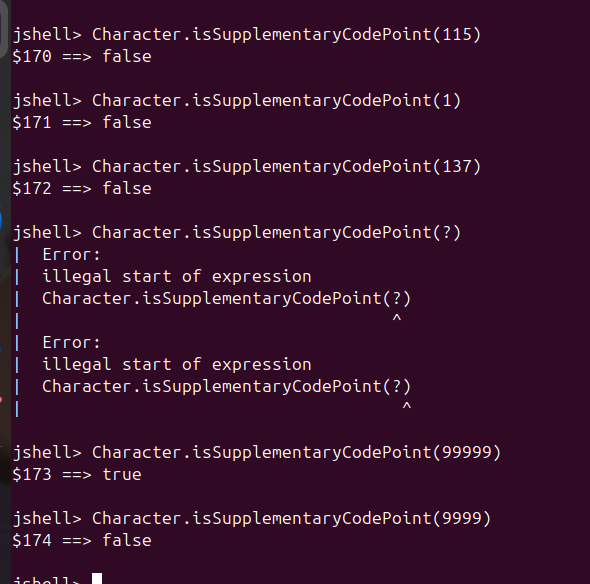 jshell> Character.isSupplementaryCodePoint(115)
$170 ==> false
jshell> Character.isSupplementaryCodePoint(1)
$171 ==> false
jshell> Character.isSupplementaryCodePoint(137)
$172 ==> false
jshell> Character.isSupplementaryCodePoint(?)
|  Error:
|  illegal start of expression
|  Character.isSupplementaryCodePoint(?)
|                                     ^
|  Error:
|  illegal start of expression
|  Character.isSupplementaryCodePoint(?)
|                                      ^
jshell> Character.isSupplementaryCodePoint(99999)
$173 ==> true
jshell> Character.isSupplementaryCodePoint(9999)
$174 ==> false
jshell>